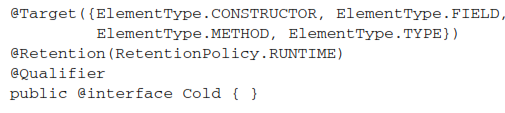 @Target({ElementType.CONSTRUCTOR, ElementType.FIELD,
         ElementType.METHOD, ElementType.TYPE})
@Retention(RetentionPolicy.RUNTIME)
@Qualifier
public @interface Cold { }